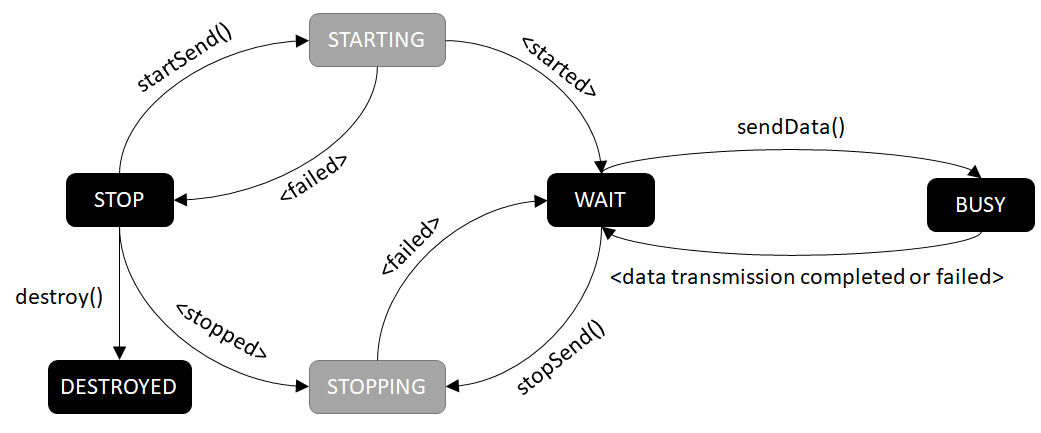 STARTING
startSend()
<started>
<failed>
sendData()
STOP
WAIT
BUSY
<failed>
<data transmission completed or failed>
destroy()
<stopped>
stopSend()
DESTROYED
STOPPING